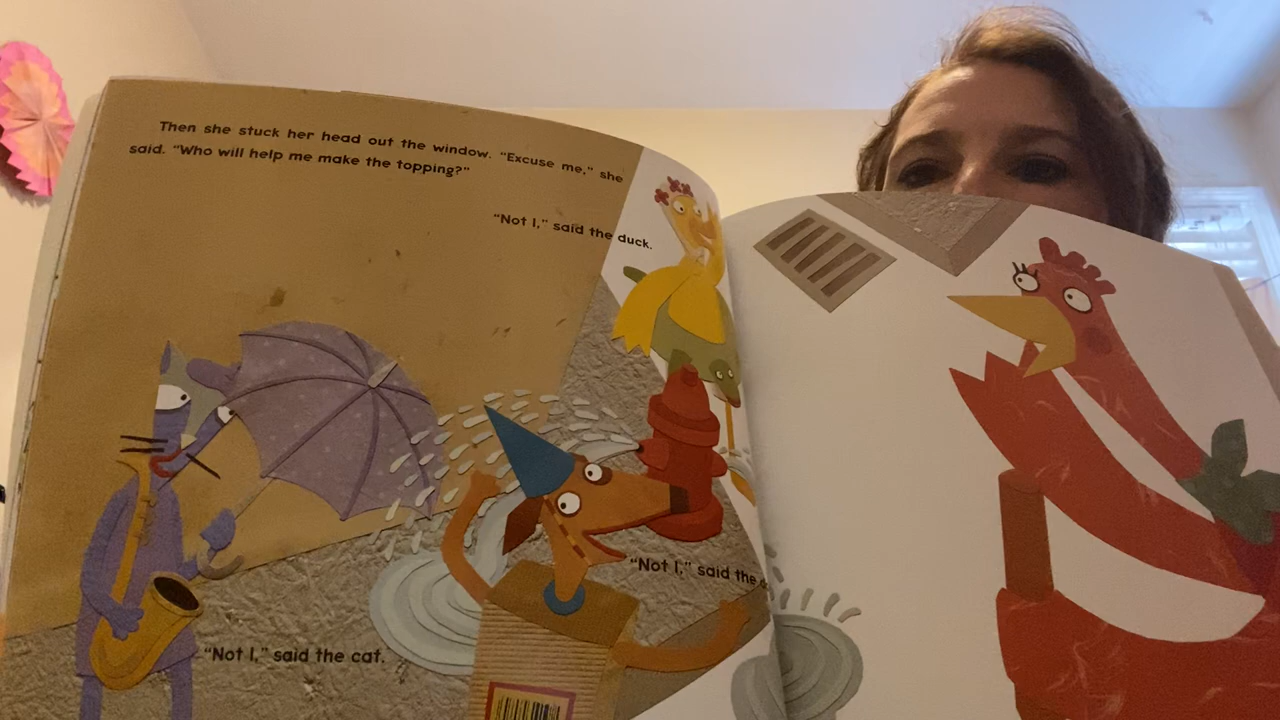 Then she stuck her head out the window. "Excuse me," she
said. "Who will help me make the topping?"
"Not I," said the duck.
"Not I," said the
"Not I," said the cat.